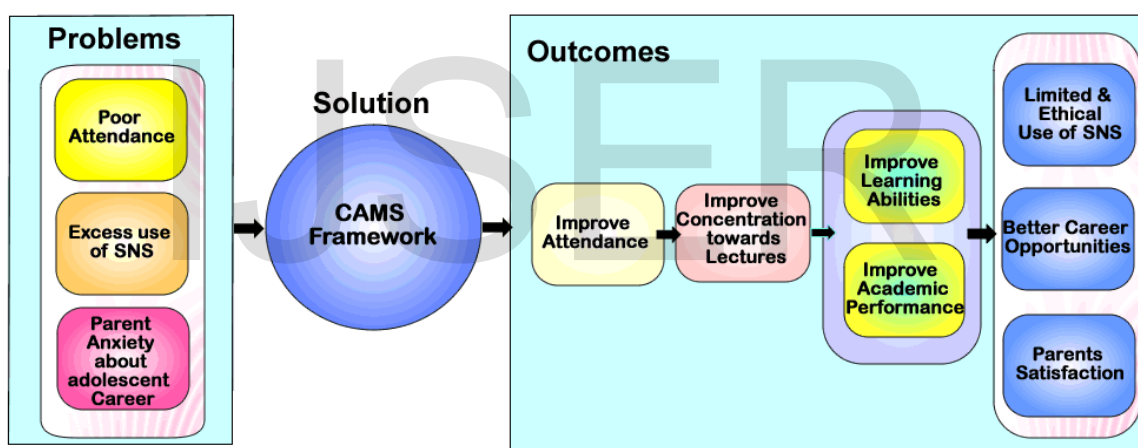 Problems
Poor
Attendance
Excess use
of SNS
Parent
Anxiety
about
adolescent
Career
Solution
CAMS
Framework
Outcomes
Improve
Attendance
Improve
Concentration
towards
Lectures
Improve
Learning
Abilities
Improve
Academic
Performance
Limited &
Ethical
Use of SNS
Better Career
Opportunities
Parents
Satisfaction
IJSER